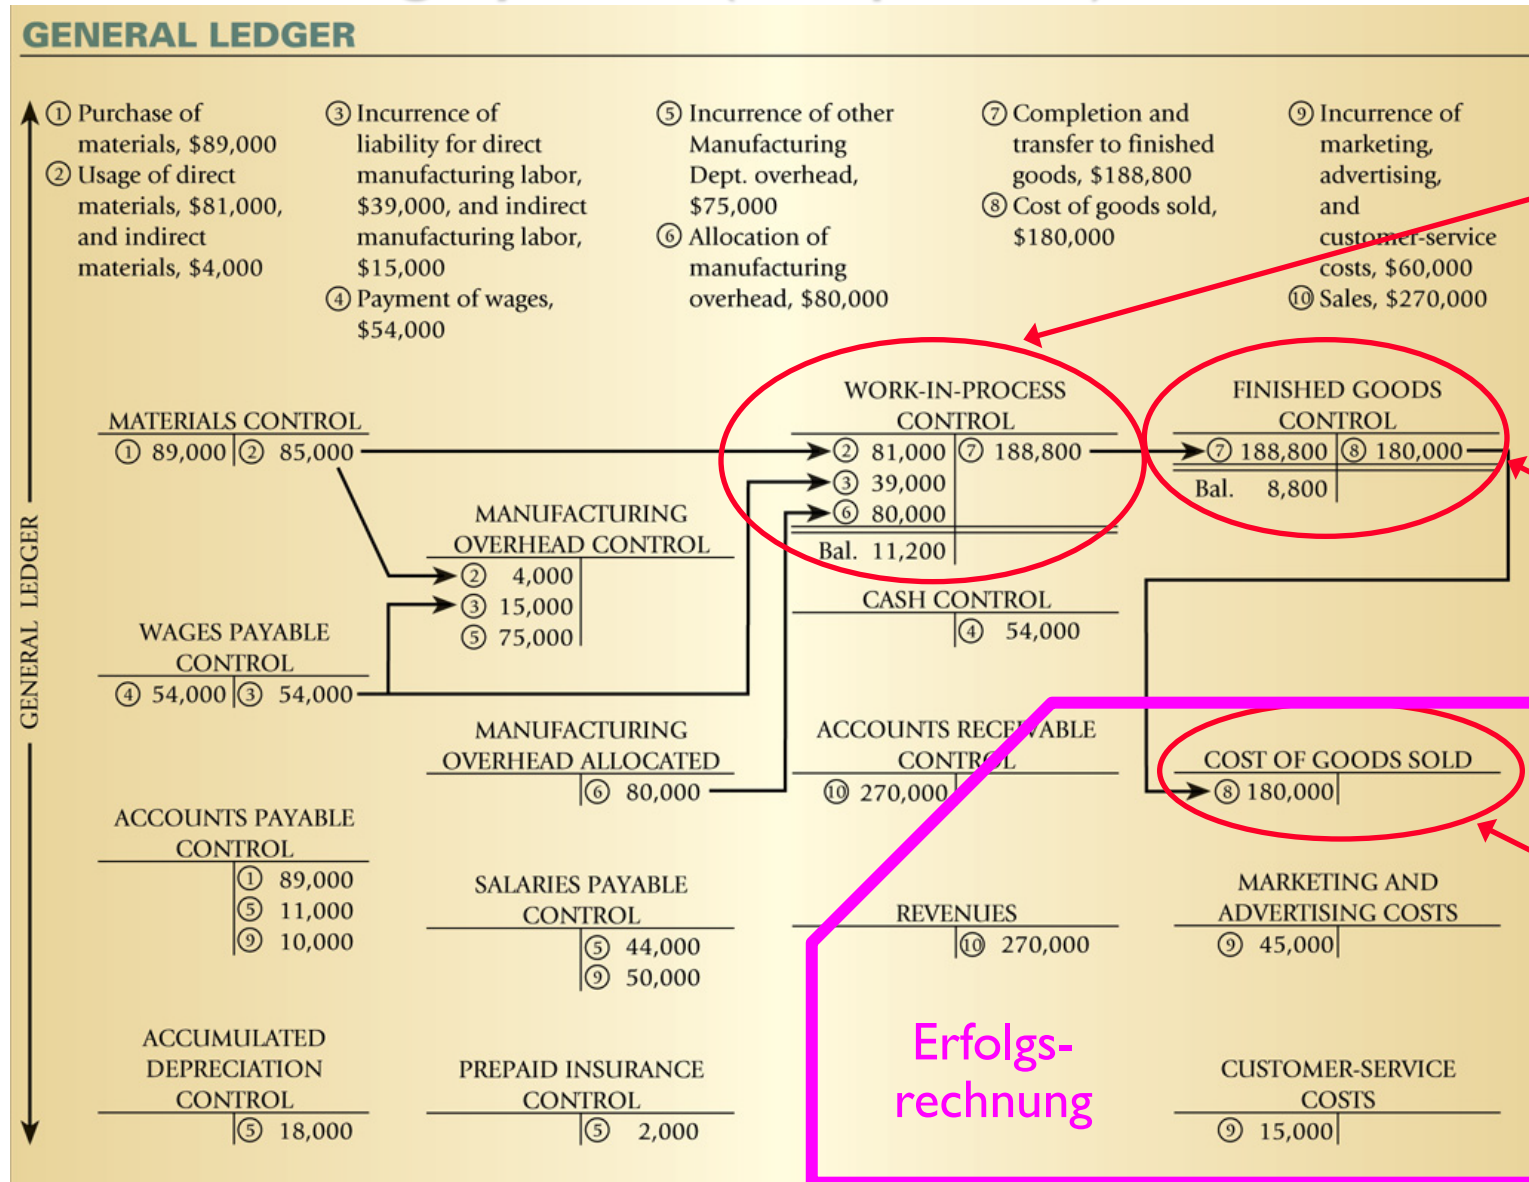 GENERAL LEDGER
① Purchase of
materials, $89,000
② Usage of direct
materials, $81,000,
and indirect
materials, $4,000
③ Incurrence of
liability for direct
manufacturing labor,
$39,000, and indirect
manufacturing labor,
$15,000
④ Payment of wages,
$54,000
⑤ Incurrence of other
Manufacturing
Dept. overhead,
$75,000
⑥ Allocation of
manufacturing
overhead, $80,000
⑦ Completion and
transfer to finished
goods, $188,800
⑧ Cost of goods sold,
$180,000
⑨ Incurrence of
marketing,
advertising,
and
customer-service
costs, $60,000
⑩ Sales, $270,000
GENERAL LEDGER
MATERIALS CONTROL
① 89,000 ② 85,000
WAGES PAYABLE
CONTROL
④ 54,000 ③ 54,000
ACCOUNTS PAYABLE
CONTROL
① 89,000
⑤ 11,000
⑨ 10,000
ACCUMULATED
DEPRECIATION
CONTROL
⑤ 18,000
MANUFACTURING
OVERHEAD CONTROL
② 4,000
③ 15,000
⑤ 75,000
MANUFACTURING
OVERHEAD ALLOCATED
⑥ 80,000
SALARIES PAYABLE
CONTROL
⑤ 44,000
⑨ 50,000
PREPAID INSURANCE
CONTROL
⑤ 2,000
WORK-IN-PROCESS
CONTROL
② 81,000 ⑦ 188,800
③ 39,000
⑥ 80,000
Bal. 11,200
CASH CONTROL
④ 54,000
ACCOUNTS RECEIVABLE
CONTROL
⑩ 270,000
REVENUES
⑩ 270,000
Erfolgs-
rechnung
FINISHED GOODS
CONTROL
⑦ 188,800 ⑧ 180,000
Bal. 8,800
COST OF GOODS SOLD
⑧ 180,000
MARKETING AND
ADVERTISING COSTS
⑨ 45,000
CUSTOMER-SERVICE
COSTS
⑨ 15,000